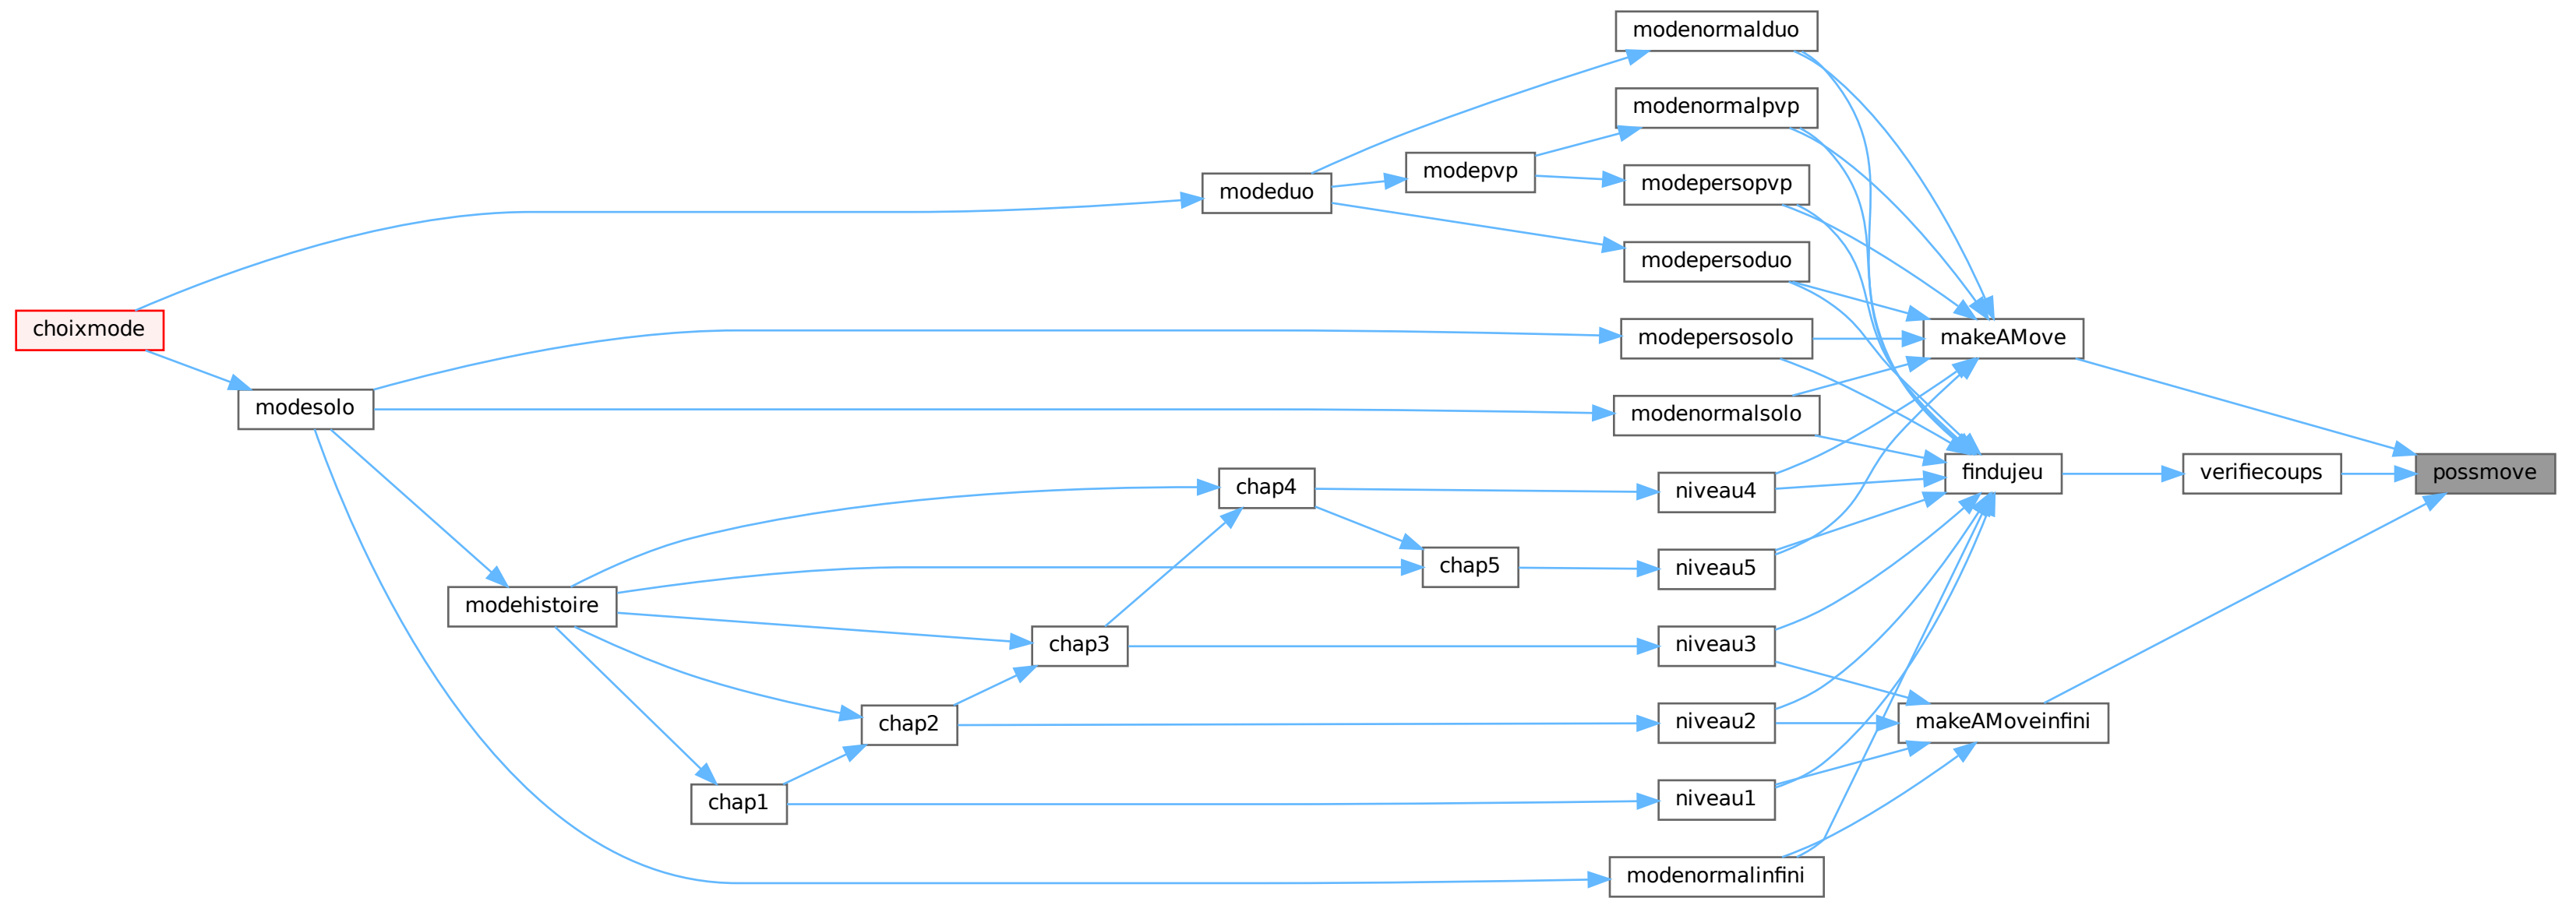 modenormalduo
modenormalpvp
modepvp
modepersopvp
modeduo
modepersoduo
choixmode
modepersosolo
makeAMove
modesolo
modenormalsolo
findujeu
verifiecoups
possmove
chap4
niveau4
chap5
niveau5
modehistoire
chap3
niveau3
chap2
niveau2
makeAMoveinfini
chap1
niveau1
modenormalinfini